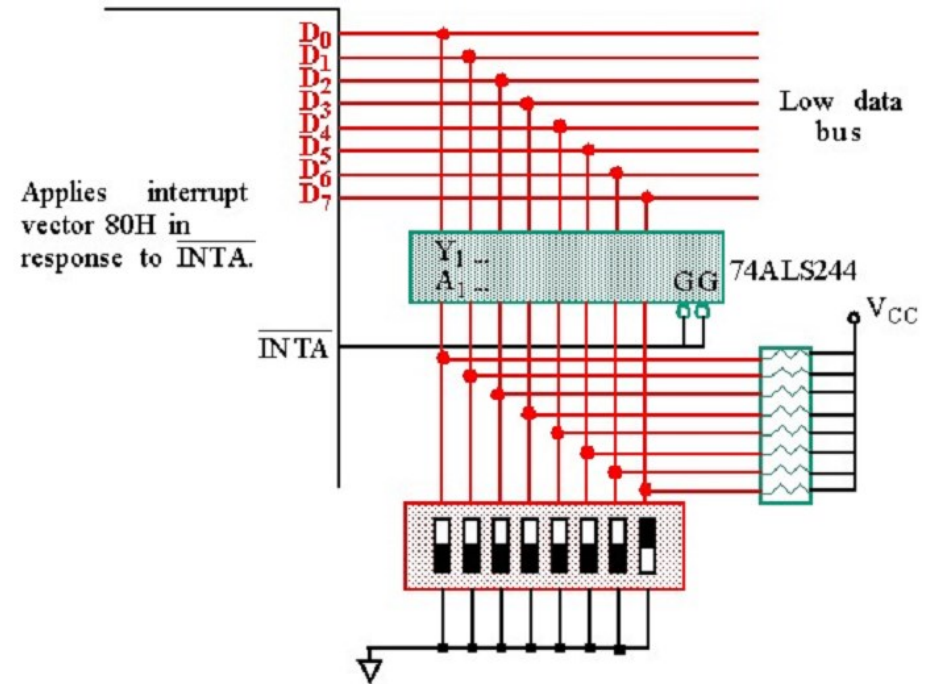 D0
D1
D2
D3
D4
D5
D6
D7
Low data
bus
Applies interrupt
vector 80H in
response to INTA.
Y1 ...
A1 ...
G G
74ALS244
VCC
INTA